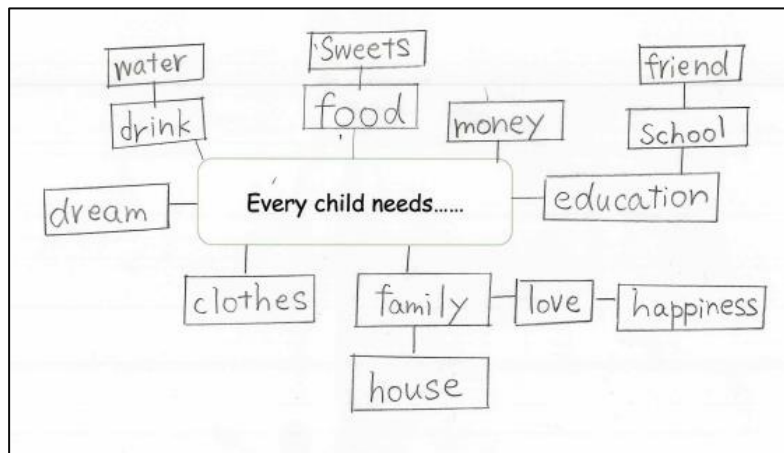 Sweets
water
friend
food
drink
money
School
Every child needs......
education
dream
clothes
family
love
happiness
house